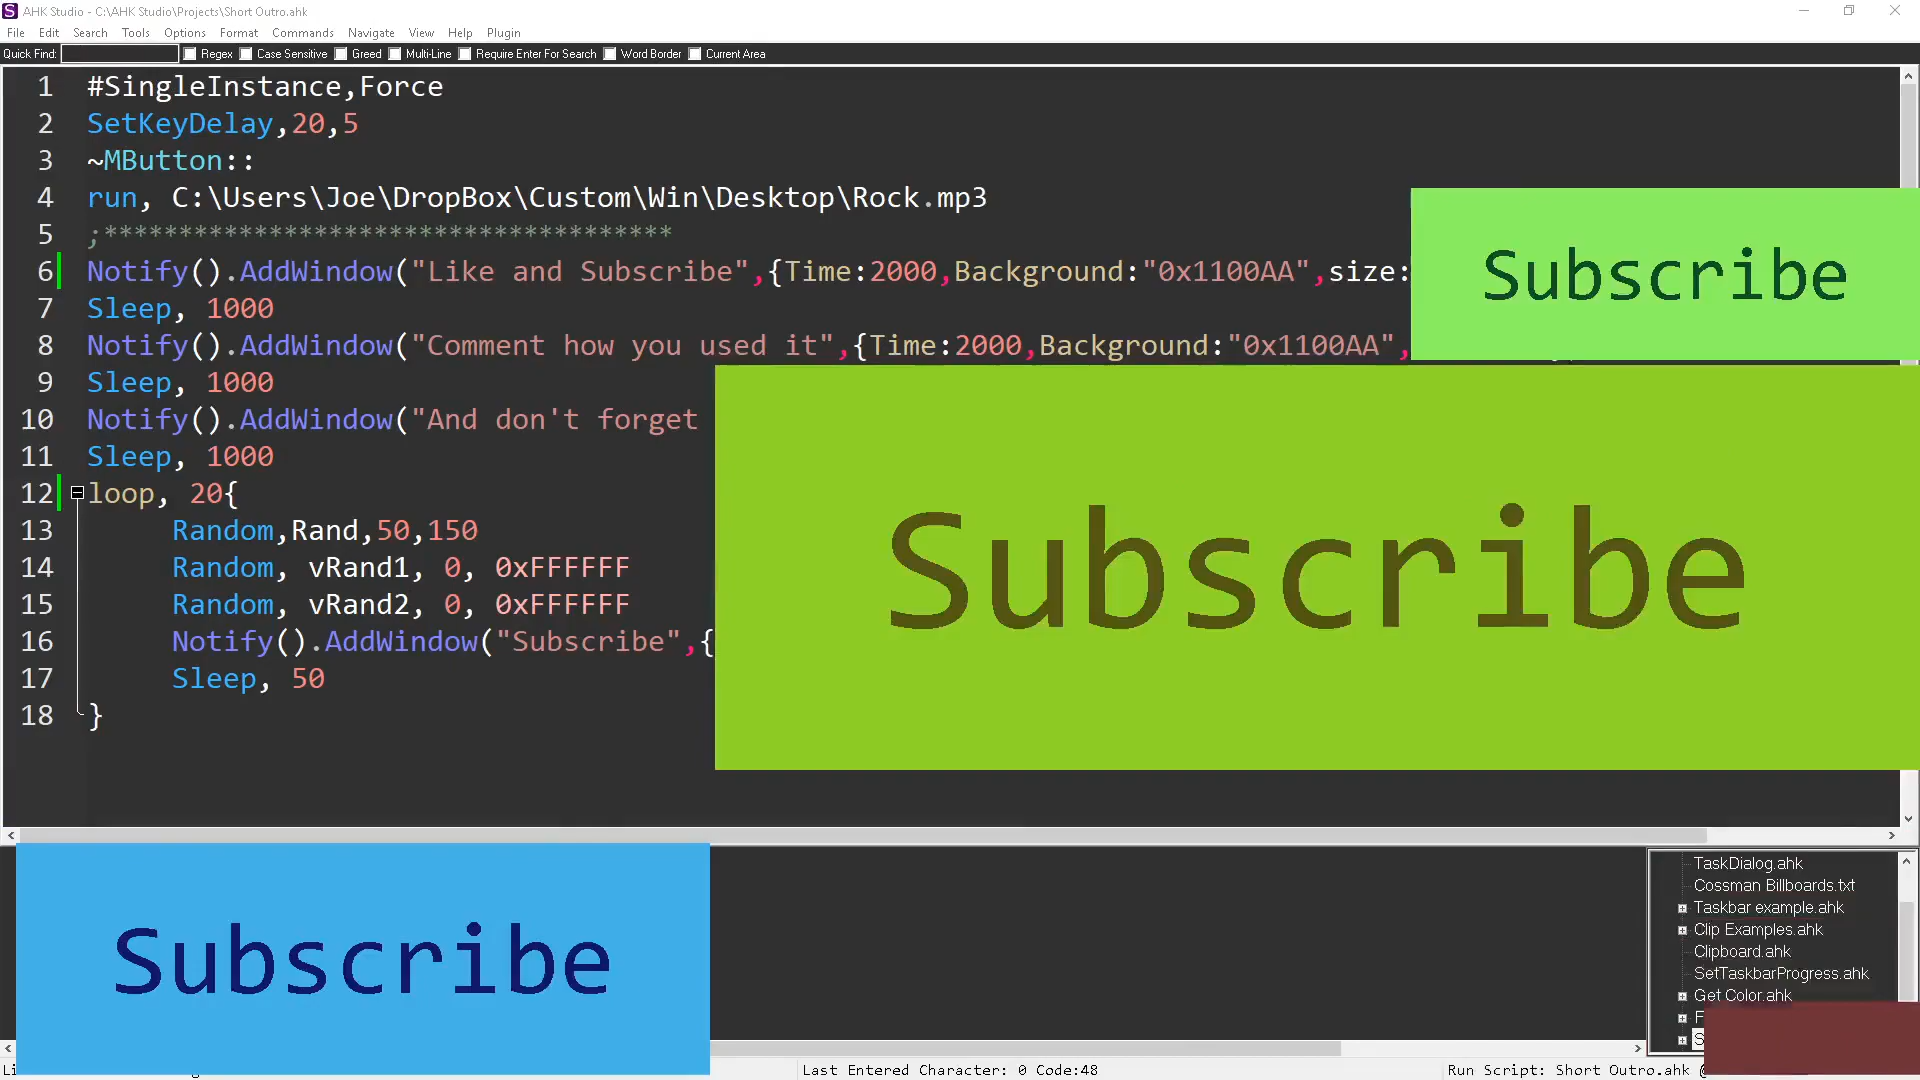 AHK Studio - C:\AHK Studio\Projects\Short Outro.ahk
File Edit Search Tools Options Format Commands Navigate View Help Plugin
Quick Find: Regex Case Sensitive Greed Multi-Line Require Enter For Search Word Border Current Area
1 #SingleInstance,Force
2 SetKeyDelay,20,5
3 ~MButton::
4 run, C:\Users\Joe\DropBox\Custom\Win\Desktop\Rock.mp3
5 ;**********************************
6 Notify().AddWindow("Like and Subscribe",{Time:2000,Background:"0x1100AA",size:
7 Sleep, 1000
8 Notify().AddWindow("Comment how you used it",{Time:2000,Background:"0x1100AA",
9 Sleep, 1000
10 Notify().AddWindow("And don't forget
11 Sleep, 1000
12 loop, 20{
13 Random,Rand,50,150
14 Random, vRand1, 0, 0xFFFFFF
15 Random, vRand2, 0, 0xFFFFFF
16 Notify().AddWindow("Subscribe",{
17 Sleep, 50
18 }
Subscribe
Subscribe
Subscribe
TaskDialog.ahk
Cossman Billboards.txt
Taskbar example.ahk
Clip Examples.ahk
Clipboard.ahk
SetTaskbarProgress.ahk
Get Color.ahk
F
S
Last Entered Character: 0 Code:48
Run Script: Short Outro.ahk @